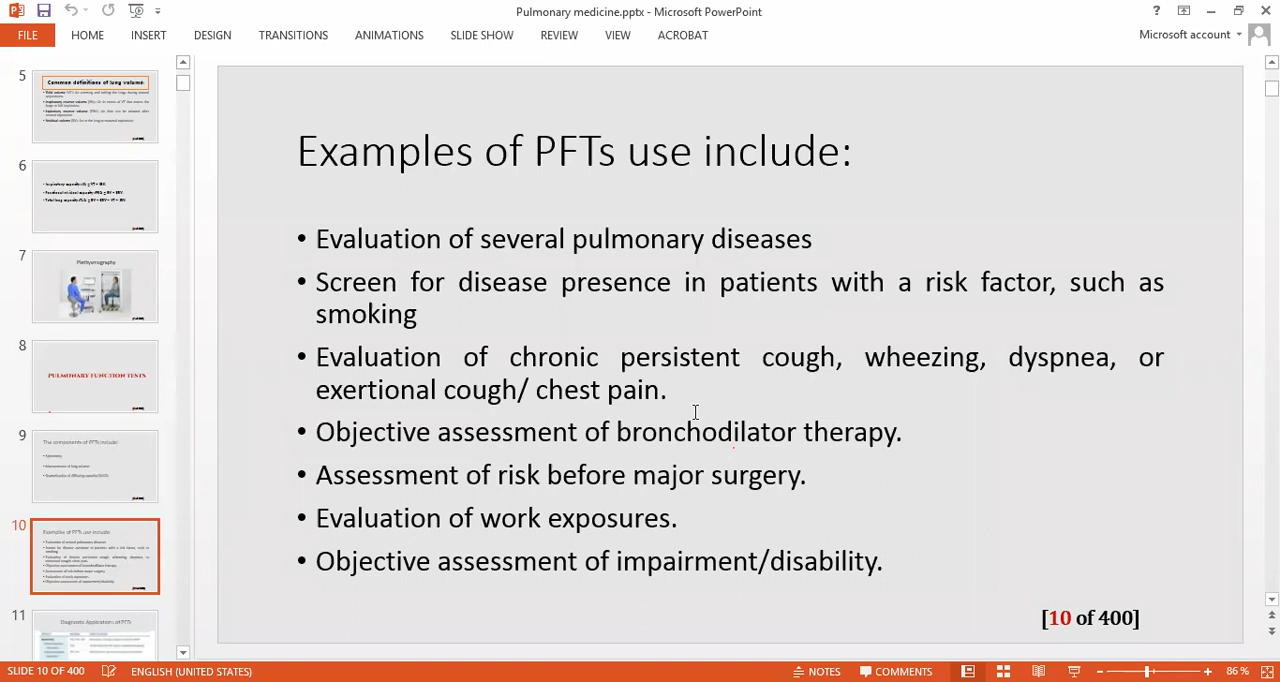 Pulmonary medicine.pptx - Microsoft PowerPoint
?
FILE HOME INSERT DESIGN TRANSITIONS ANIMATIONS SLIDE SHOW REVIEW VIEW ACROBAT Microsoft account
5
Common definitions of lung volume
6
7
Plethysmography
8
PULMONARY FUNCTION TESTS
9
The components of PFTs include:
10
Examples of PFTs use include:
11
Diagnostic Applications of PFTs
Examples of PFTs use include:
• Evaluation of several pulmonary diseases
• Screen for disease presence in patients with a risk factor, such as
smoking
• Evaluation of chronic persistent cough, wheezing, dyspnea, or
exertional cough/ chest pain.
• Objective assessment of bronchodilator therapy.
• Assessment of risk before major surgery.
• Evaluation of work exposures.
• Objective assessment of impairment/disability.
[10 of 400]
SLIDE 10 OF 400 ENGLISH (UNITED STATES) NOTES COMMENTS 86 %